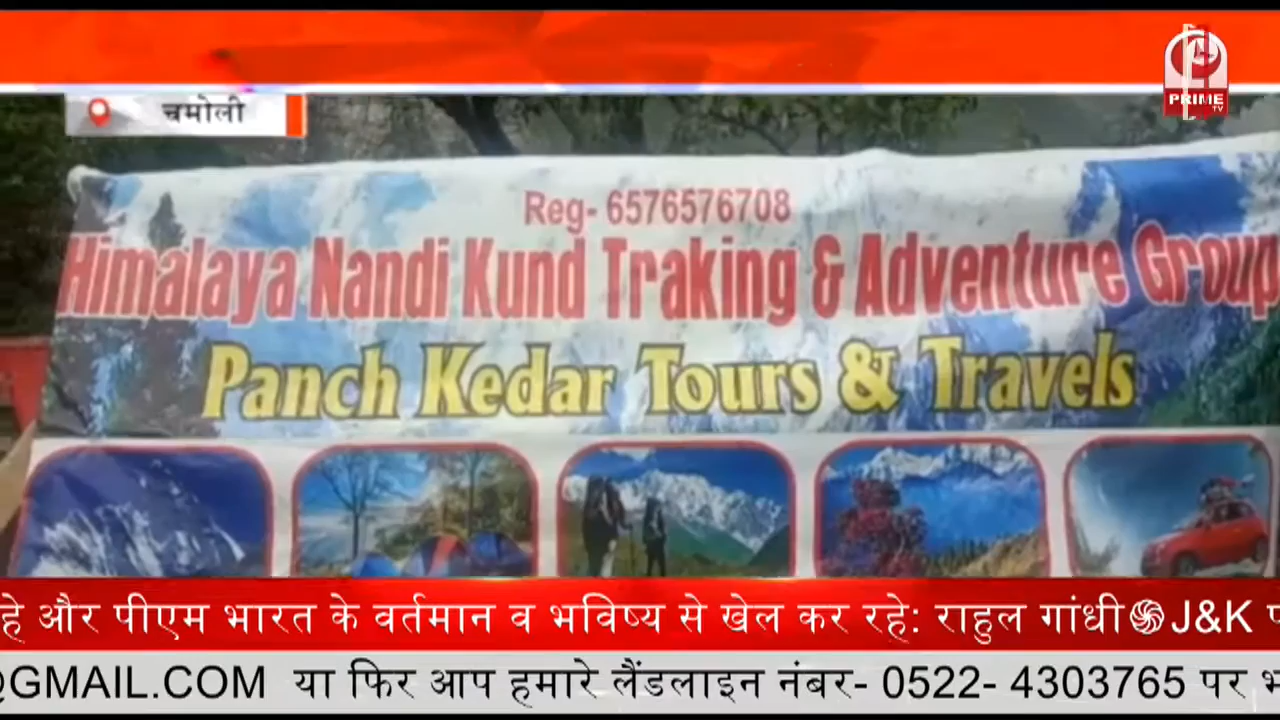 PRIME
TV
चमोली
Reg- 6576576708
Himalaya Nandi Kund Traking & Adventure Group
Panch Kedar Tours & Travels
हे और पीएम भारत के वर्तमान व भविष्य से खेल कर रहे: राहुल गांधी J&K
@GMAIL.COM या फिर आप हमारे लैंडलाइन नंबर- 0522- 4303765 पर